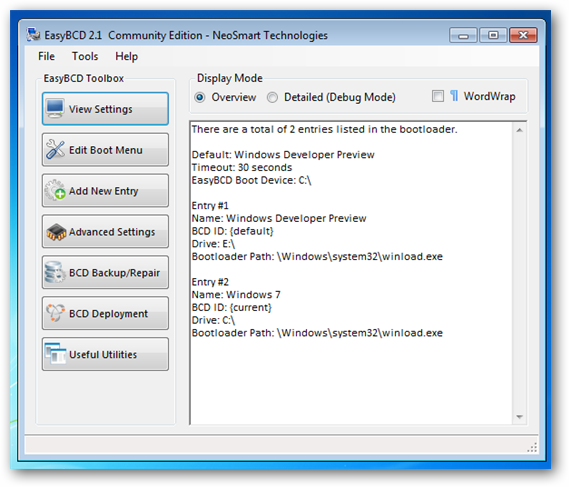 EasyBCD 2.1 Community Edition - NeoSmart Technologies
File Tools Help
EasyBCD Toolbox
View Settings
Edit Boot Menu
Add New Entry
Advanced Settings
BCD Backup/Repair
BCD Deployment
Useful Utilities
Display Mode
Overview Detailed (Debug Mode) ¶ WordWrap
There are a total of 2 entries listed in the bootloader.
Default: Windows Developer Preview
Timeout: 30 seconds
EasyBCD Boot Device: C:\
Entry #1
Name: Windows Developer Preview
BCD ID: {default}
Drive: E:\
Bootloader Path: \Windows\system32\winload.exe
Entry #2
Name: Windows 7
BCD ID: {current}
Drive: C:\
Bootloader Path: \Windows\system32\winload.exe